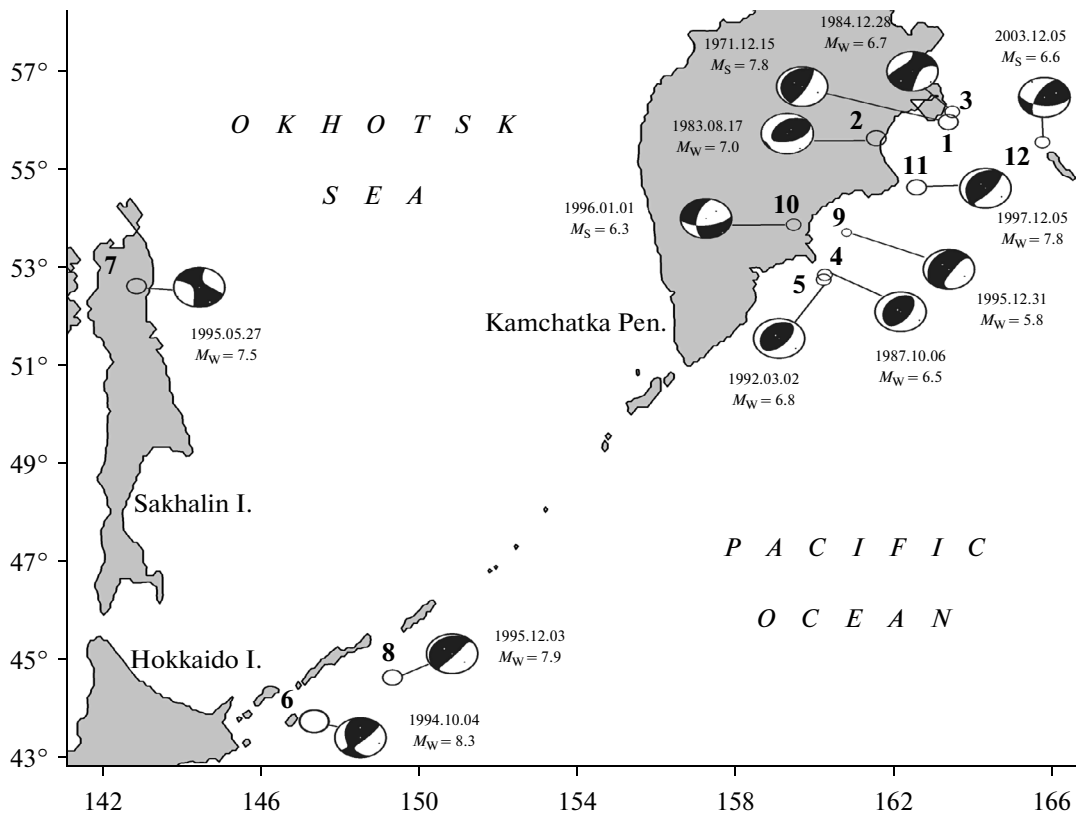 1984.12.28
MW = 6.7
2003.12.05
MS = 6.6
1971.12.15
MS = 7.8
57°
3
O K H O T S K
1983.08.17
MW = 7.0
2
1
12
55°
11
S E A
1996.01.01
MS = 6.3
10
9
1997.12.05
MW = 7.8
7
53°
4
5
1995.12.31
MW = 5.8
1995.05.27
MW = 7.5
Kamchatka Pen.
1987.10.06
MW = 6.5
51°
1992.03.02
MW = 6.8
49°
Sakhalin I.
47°
P A C I F I C
O C E A N
45°
Hokkaido I.
8
1995.12.03
MW = 7.9
6
1994.10.04
MW = 8.3
43°
142 146 150 154 158 162 166